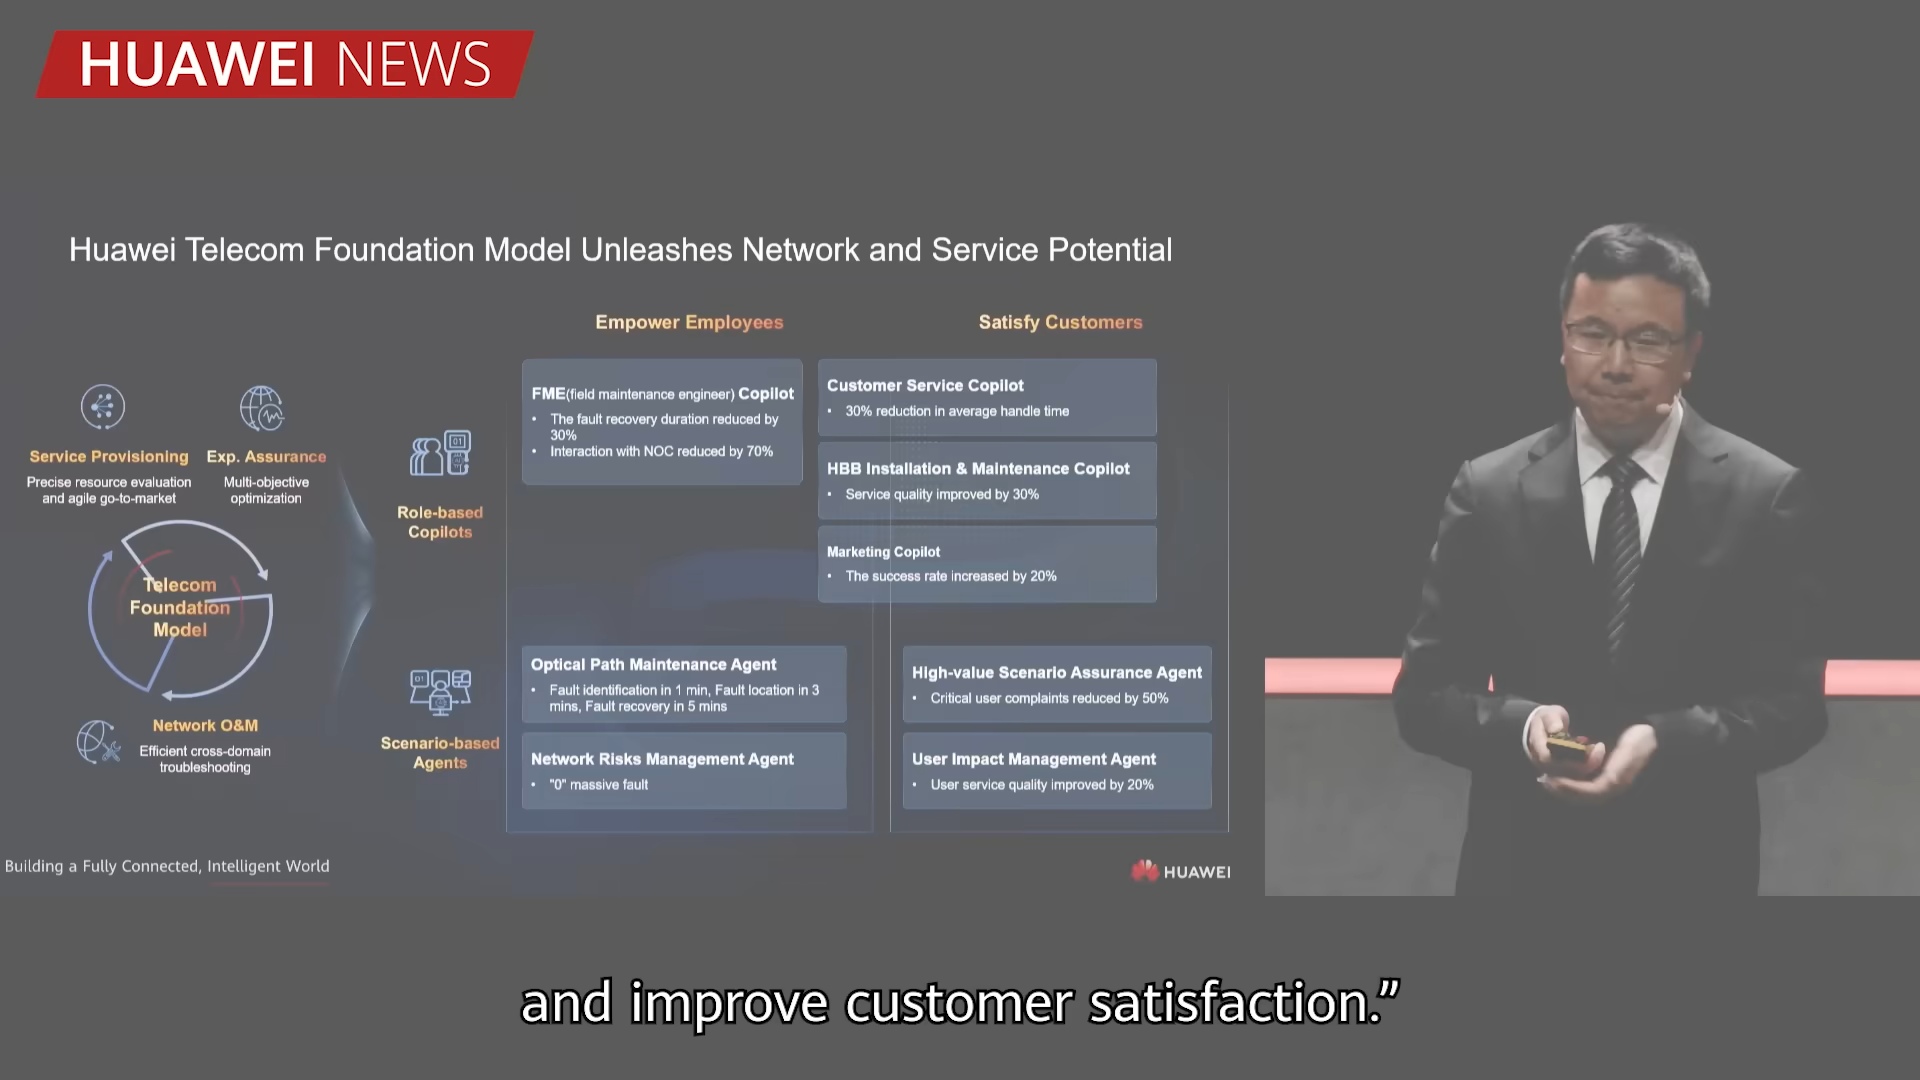 HUAWEI NEWS
Huawei Telecom Foundation Model Unleashes Network and Service Potential
Empower Employees
Satisfy Customers
Service Provisioning
Precise resource evaluation
and agile go-to-market
Exp. Assurance
Multi-objective
optimization
Telecom
Foundation
Model
Network O&M
Efficient cross-domain
troubleshooting
Role-based
Copilots
FME(field maintenance engineer) Copilot
• The fault recovery duration reduced by
30%
• Interaction with NOC reduced by 70%
Customer Service Copilot
• 30% reduction in average handle time
HBB Installation & Maintenance Copilot
• Service quality improved by 30%
Marketing Copilot
• The success rate increased by 20%
Scenario-based
Agents
Optical Path Maintenance Agent
• Fault identification in 1 min, Fault location in 3
mins, Fault recovery in 5 mins
Network Risks Management Agent
• "0" massive fault
High-value Scenario Assurance Agent
• Critical user complaints reduced by 50%
User Impact Management Agent
• User service quality improved by 20%
Building a Fully Connected, Intelligent World
HUAWEI
and improve customer satisfaction.”